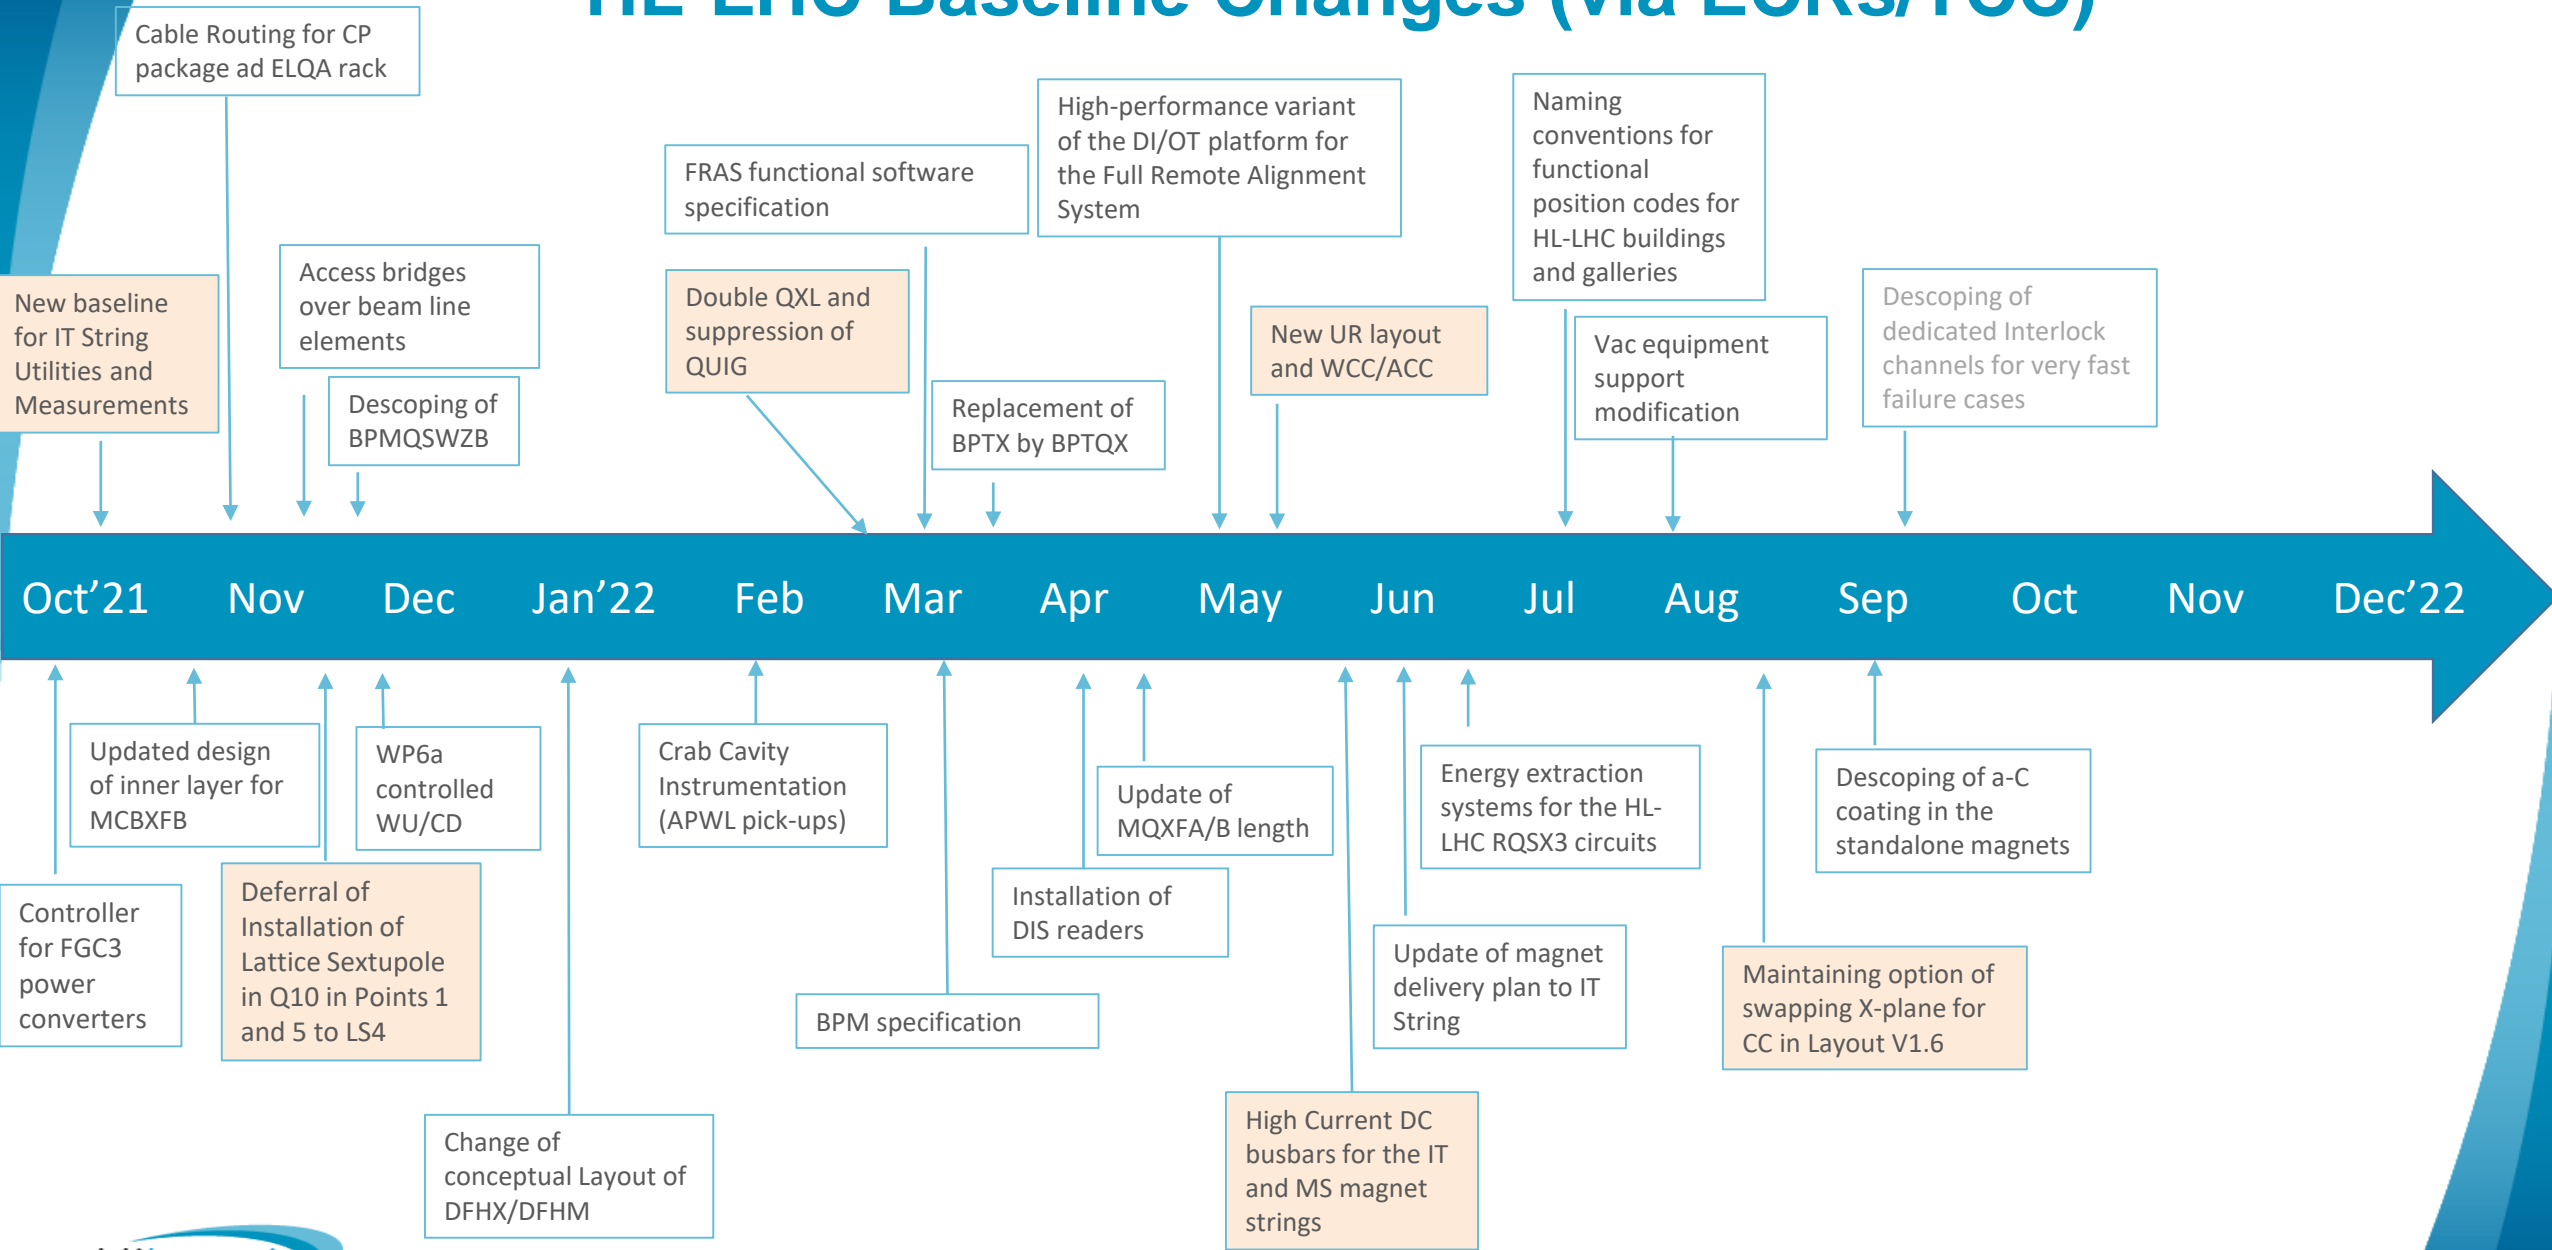 HL-LHC Baseline Changes (via ECRs/TCC)
Cable Routing for CP
package ad ELQA rack
New baseline
for IT String
Utilities and
Measurements
Access bridges
over beam line
elements
Descoping of
BPMQSWZB
FRAS functional software
specification
Double QXL and
suppression of
QUIG
Replacement of
BPTX by BPTQX
High-performance variant
of the DI/OT platform for
the Full Remote Alignment
System
New UR layout
and WCC/ACC
Naming
conventions for
functional
position codes for
HL-LHC buildings
and galleries
Vac equipment
support
modification
Descoping of
dedicated Interlock
channels for very fast
failure cases
Oct’21 Nov Dec Jan’22 Feb Mar Apr May Jun Jul Aug Sep Oct Nov Dec’22
Controller
for FGC3
power
converters
Updated design
of inner layer for
MCBXFB
Deferral of
Installation of
Lattice Sextupole
in Q10 in Points 1
and 5 to LS4
WP6a
controlled
WU/CD
Change of
conceptual Layout of
DFHX/DFHM
Crab Cavity
Instrumentation
(APWL pick-ups)
BPM specification
Installation of
DIS readers
Update of
MQXFA/B length
High Current DC
busbars for the IT
and MS magnet
strings
Update of magnet
delivery plan to IT
String
Energy extraction
systems for the HL-
LHC RQSX3 circuits
Maintaining option of
swapping X-plane for
CC in Layout V1.6
Descoping of a-C
coating in the
standalone magnets